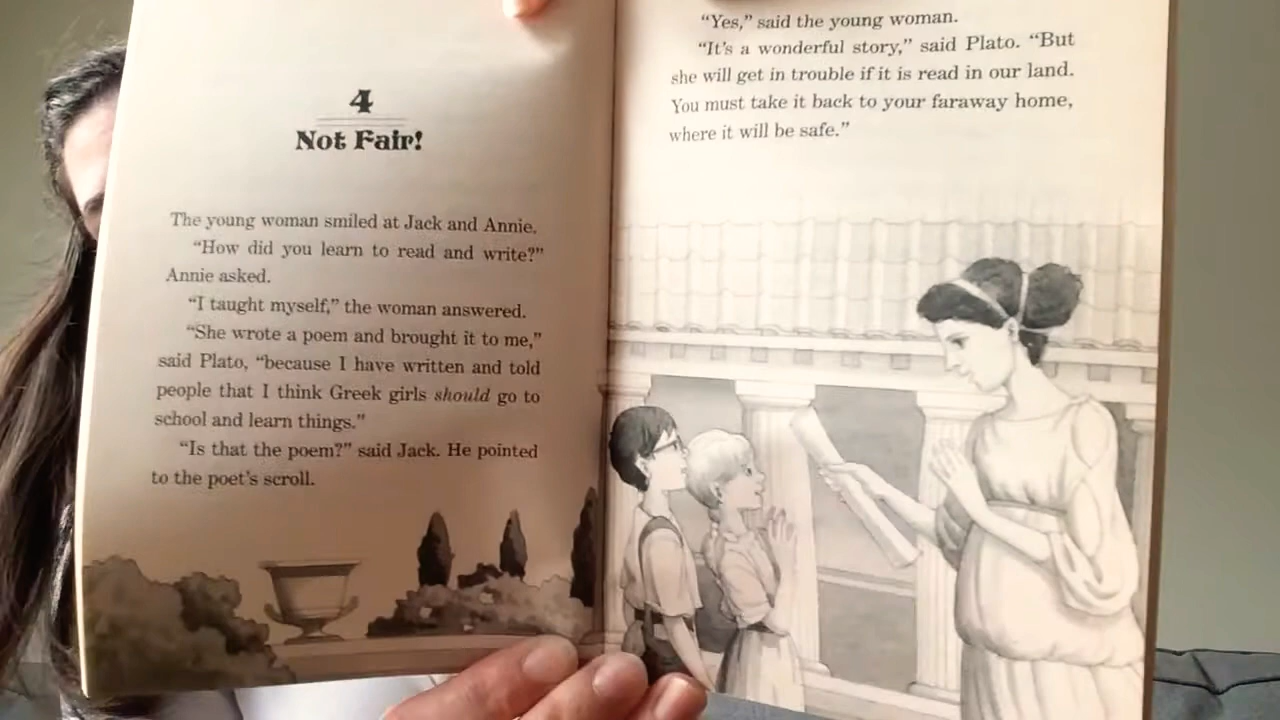 4
Not Fair!
The young woman smiled at Jack and Annie.
“How did you learn to read and write?”
Annie asked.
“I taught myself,” the woman answered.
“She wrote a poem and brought it to me,”
said Plato, “because I have written and told
people that I think Greek girls should go to
school and learn things.”
“Is that the poem?” said Jack. He pointed
to the poet’s scroll.
“Yes,” said the young woman.
“It’s a wonderful story,” said Plato. “But
she will get in trouble if it is read in our land.
You must take it back to your faraway home,
where it will be safe.”